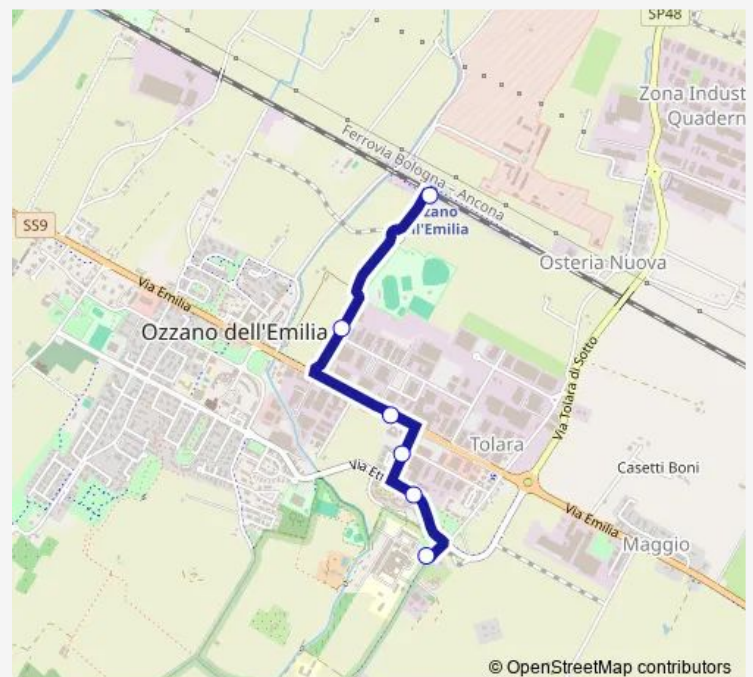 SP48
Zona Indust
Quadern
Ferrovia Bologna - Ancona
SS9
zano
ll'Emilia
Osteria Nuova
Via Emilia
Ozzano dell'Emilia
Via Tolara di Sotto
Tolara
Casetti Boni
Via
Via Emilia
Maggio
© OpenStreetMap contributors